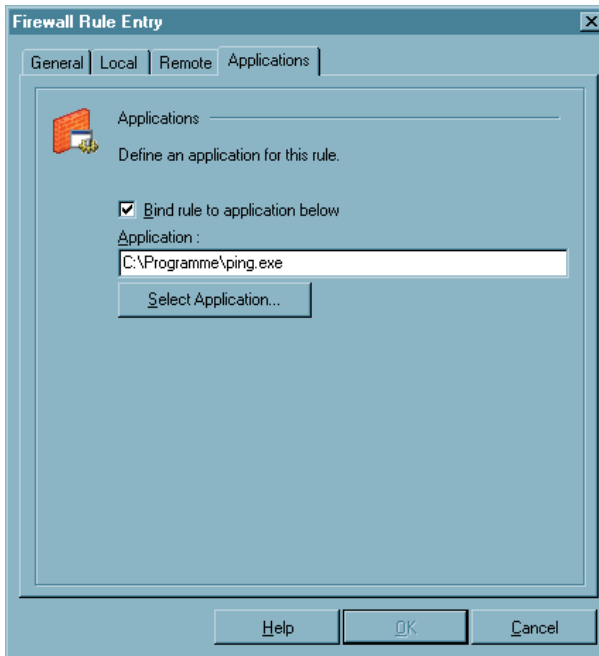 Firewall Rule Entry
General Local Remote Applications
Applications
Define an application for this rule.
Bind rule to application below
Application :
C:\Programme\ping.exe
Select Application...
Help OK Cancel